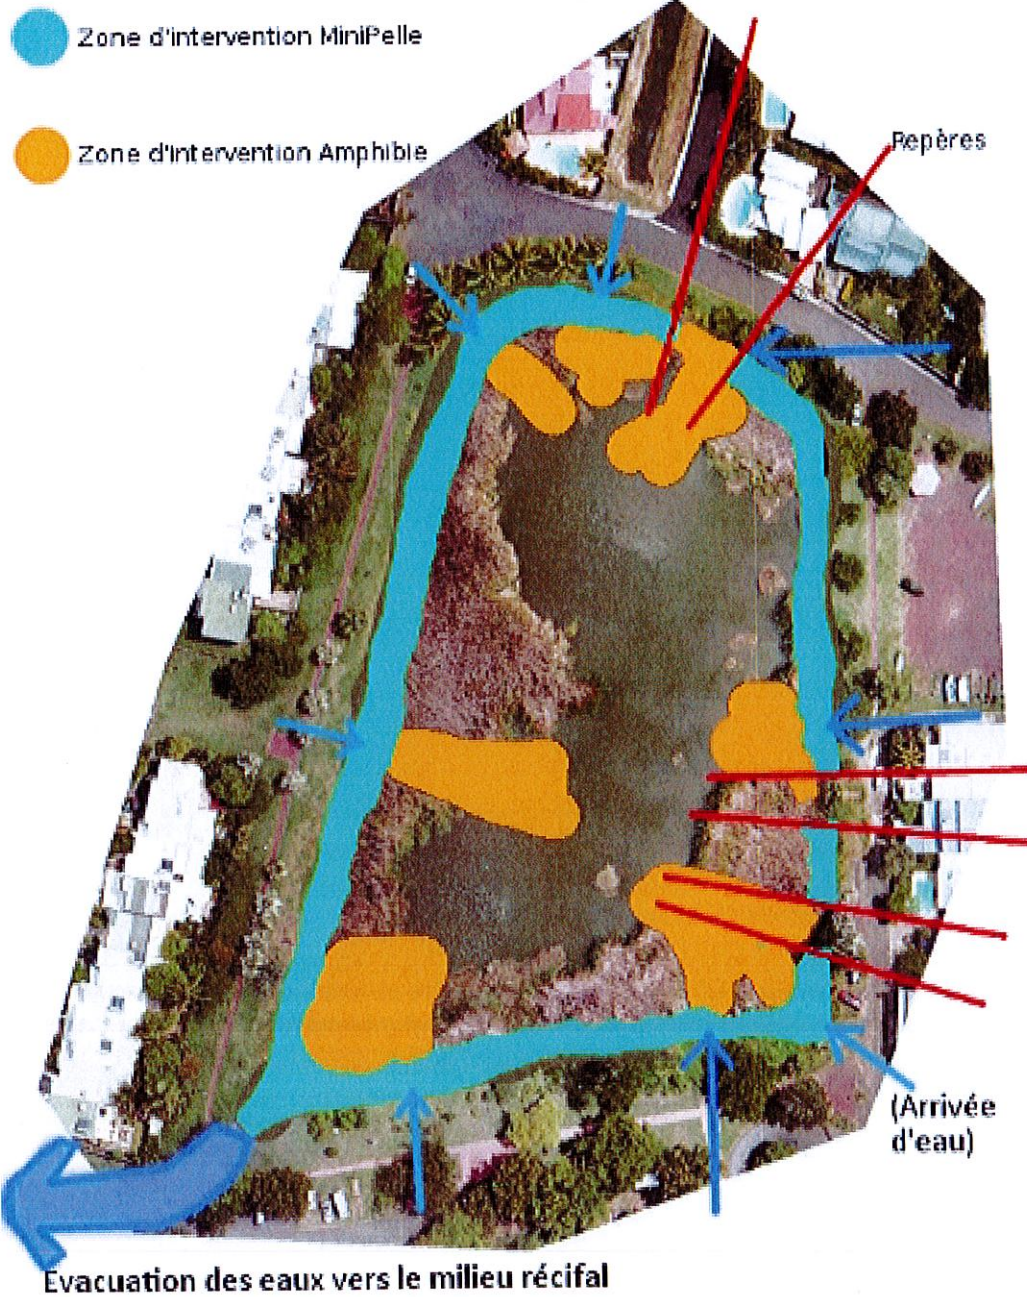 Zone d'intervention MiniPelle
Zone d'intervention Amphibie
Repères
(Arrivée
d'eau)
Evacuation des eaux vers le milieu récifal